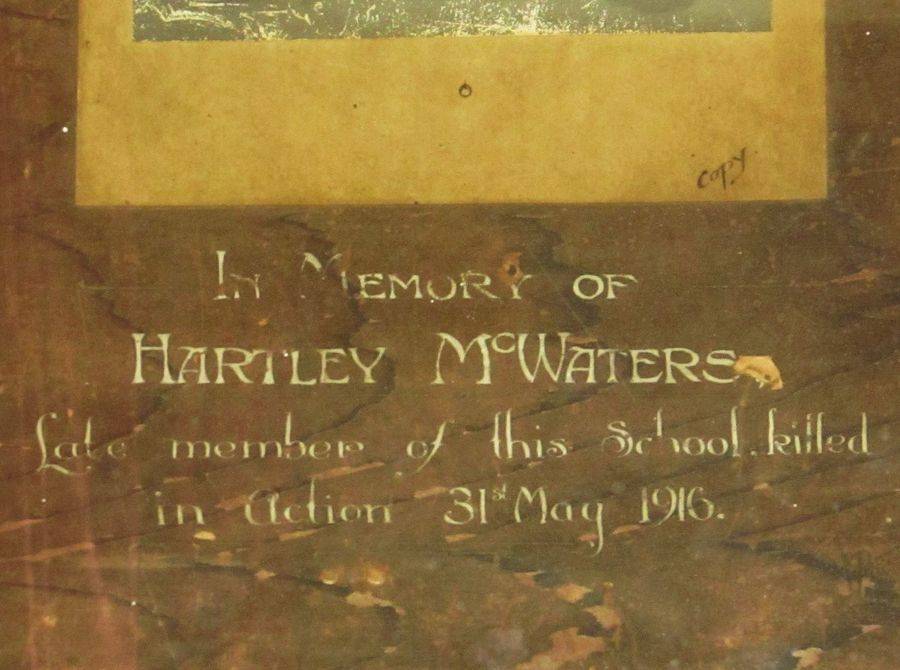 copy.
In Memory of
Hartley McWaters
Late member of this School, killed
in Action 31st May 1916.